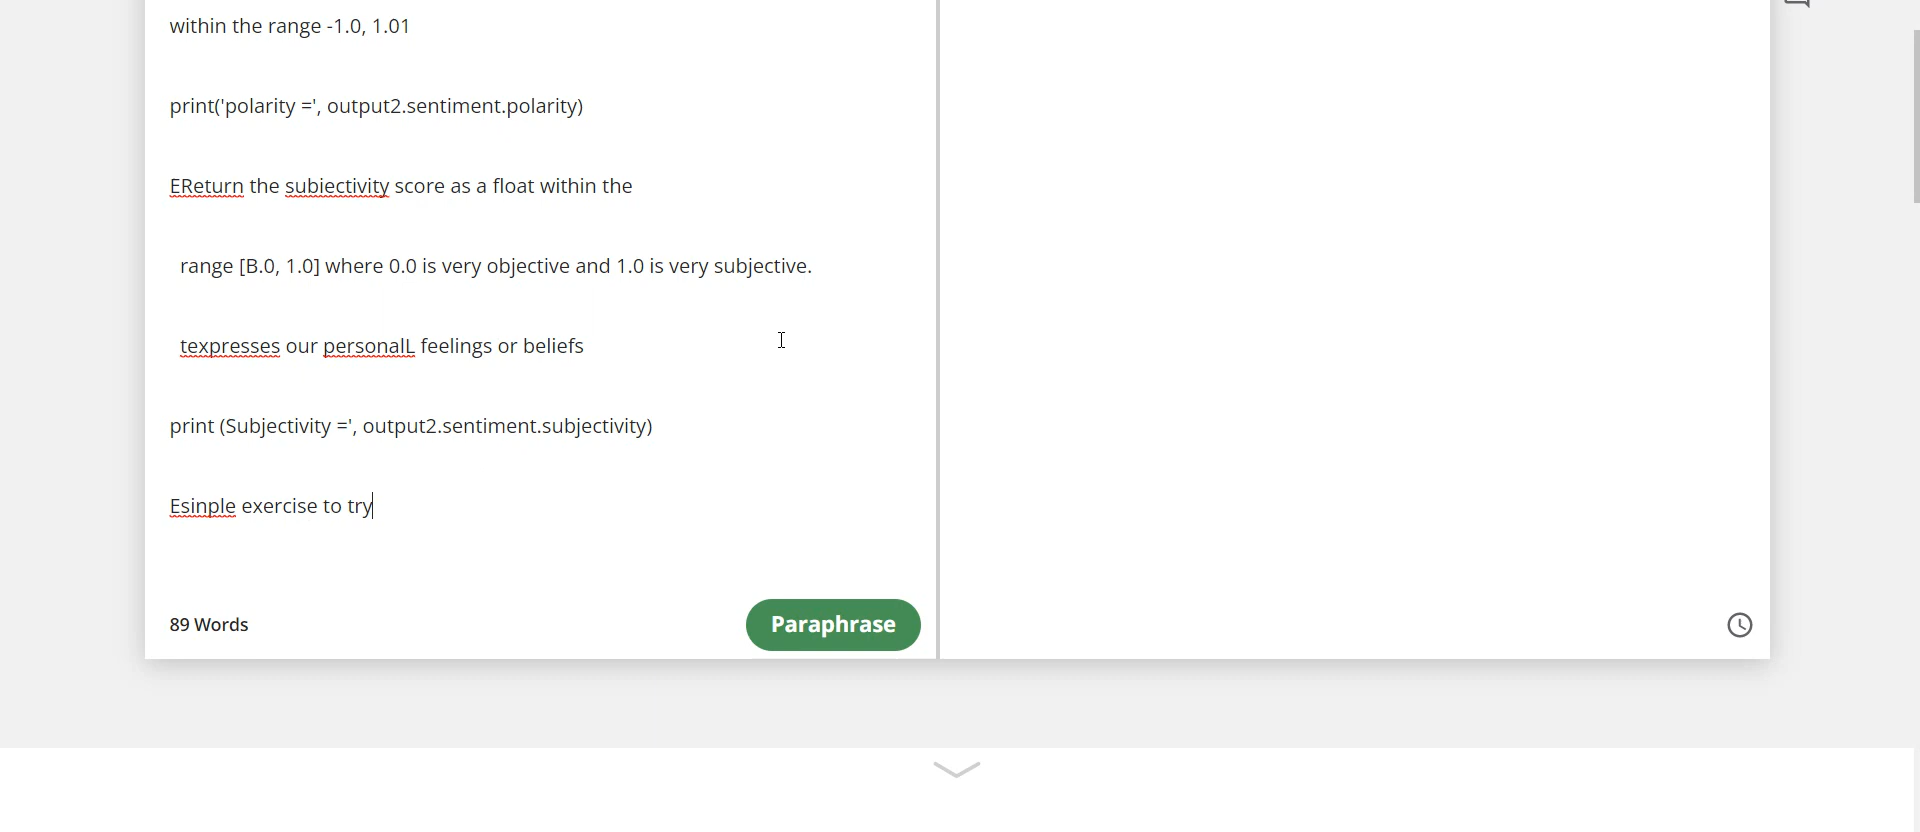 within the range -1.0, 1.01
print('polarity =', output2.sentiment.polarity)
EReturn the subiectivity score as a float within the
range [B.0, 1.0] where 0.0 is very objective and 1.0 is very subjective.
texpresses our personalL feelings or beliefs
print (Subjectivity =', output2.sentiment.subjectivity)
Esinple exercise to try
89 Words
Paraphrase